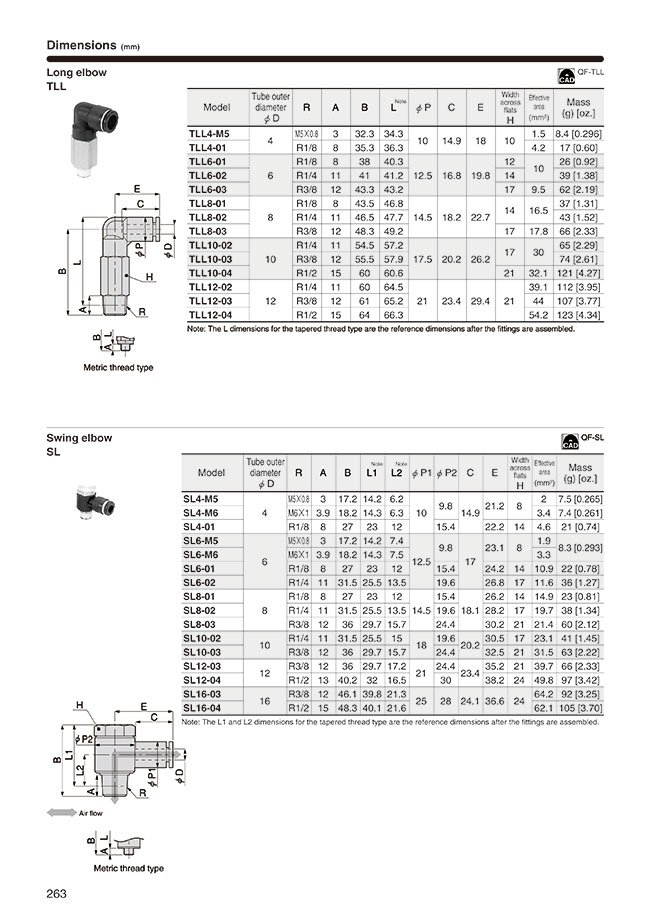 Dimensions (mm)
Long elbow
TLL
CAD QF-TLL
Model Tube outer diameter φD R A B L Note φP C E Width across flats H Effective area (mm²) Mass (g) [oz.]
TLL4-M5 4 M5×0.8 3 32.3 34.3 10 14.9 18 10 1.5 8.4 [0.296]
TLL4-01 R1/8 8 35.3 36.3 4.2 17 [0.60]
TLL6-01 6 R1/8 8 38 40.3 12.5 16.8 19.8 12 10 26 [0.92]
TLL6-02 R1/4 11 41 41.2 14 39 [1.38]
TLL6-03 R3/8 12 43.3 43.2 17 9.5 62 [2.19]
TLL8-01 8 R1/8 8 43.5 46.8 14.5 18.2 22.7 14 16.5 37 [1.31]
TLL8-02 R1/4 11 46.5 47.7 43 [1.52]
TLL8-03 R3/8 12 48.3 49.2 17 17.8 66 [2.33]
TLL10-02 10 R1/4 11 54.5 57.2 17.5 20.2 26.2 17 30 65 [2.29]
TLL10-03 R3/8 12 55.5 57.9 74 [2.61]
TLL10-04 R1/2 15 60 60.6 21 32.1 121 [4.27]
TLL12-02 12 R1/4 11 60 64.5 21 23.4 29.4 21 39.1 112 [3.95]
TLL12-03 R3/8 12 61 65.2 44 107 [3.77]
TLL12-04 R1/2 15 64 66.3 54.2 123 [4.34]
Note: The L dimensions for the tapered thread type are the reference dimensions after the fittings are assembled.
E
C
B L A φP φD H R
B L A
Metric thread type
Swing elbow
SL
CAD QF-SL
Model Tube outer diameter φD R A B L1 Note L2 Note φP1 φP2 C E Width across flats H Effective area (mm²) Mass (g) [oz.]
SL4-M5 4 M5×0.8 3 17.2 14.2 6.2 10 9.8 14.9 21.2 8 2 7.5 [0.265]
SL4-M6 M6×1 3.9 18.2 14.3 6.3 3.4 7.4 [0.261]
SL4-01 R1/8 8 27 23 12 15.4 22.2 14 4.6 21 [0.74]
SL6-M5 6 M5×0.8 3 17.2 14.2 7.4 12.5 9.8 17 23.1 8 1.9 8.3 [0.293]
SL6-M6 M6×1 3.9 18.2 14.3 7.5 3.3
SL6-01 R1/8 8 27 23 12 15.4 24.2 14 10.9 22 [0.78]
SL6-02 R1/4 11 31.5 25.5 13.5 19.6 26.8 17 11.6 36 [1.27]
SL8-01 8 R1/8 8 27 23 12 14.5 15.4 18.1 26.2 14 14.9 23 [0.81]
SL8-02 R1/4 11 31.5 25.5 13.5 19.6 28.2 17 19.7 38 [1.34]
SL8-03 R3/8 12 36 29.7 15.7 24.4 30.2 21 21.4 60 [2.12]
SL10-02 10 R1/4 11 31.5 25.5 15 18 19.6 20.2 30.5 17 23.1 41 [1.45]
SL10-03 R3/8 12 36 29.7 15.7 24.4 32.5 21 31.5 63 [2.22]
SL12-03 12 R3/8 12 36 29.7 17.2 21 24.4 23.4 35.2 21 39.7 66 [2.33]
SL12-04 R1/2 13 40.2 32 16.5 30 38.2 24 49.8 97 [3.42]
SL16-03 16 R3/8 12 46.1 39.8 21.3 25 28 24.1 36.6 24 64.2 92 [3.25]
SL16-04 R1/2 15 48.3 40.1 21.6 62.1 105 [3.70]
Note: The L1 and L2 dimensions for the tapered thread type are the reference dimensions after the fittings are assembled.
H E
C
φP2
B L1 L2 A φP1 φD R
Air flow
B L A
Metric thread type
263